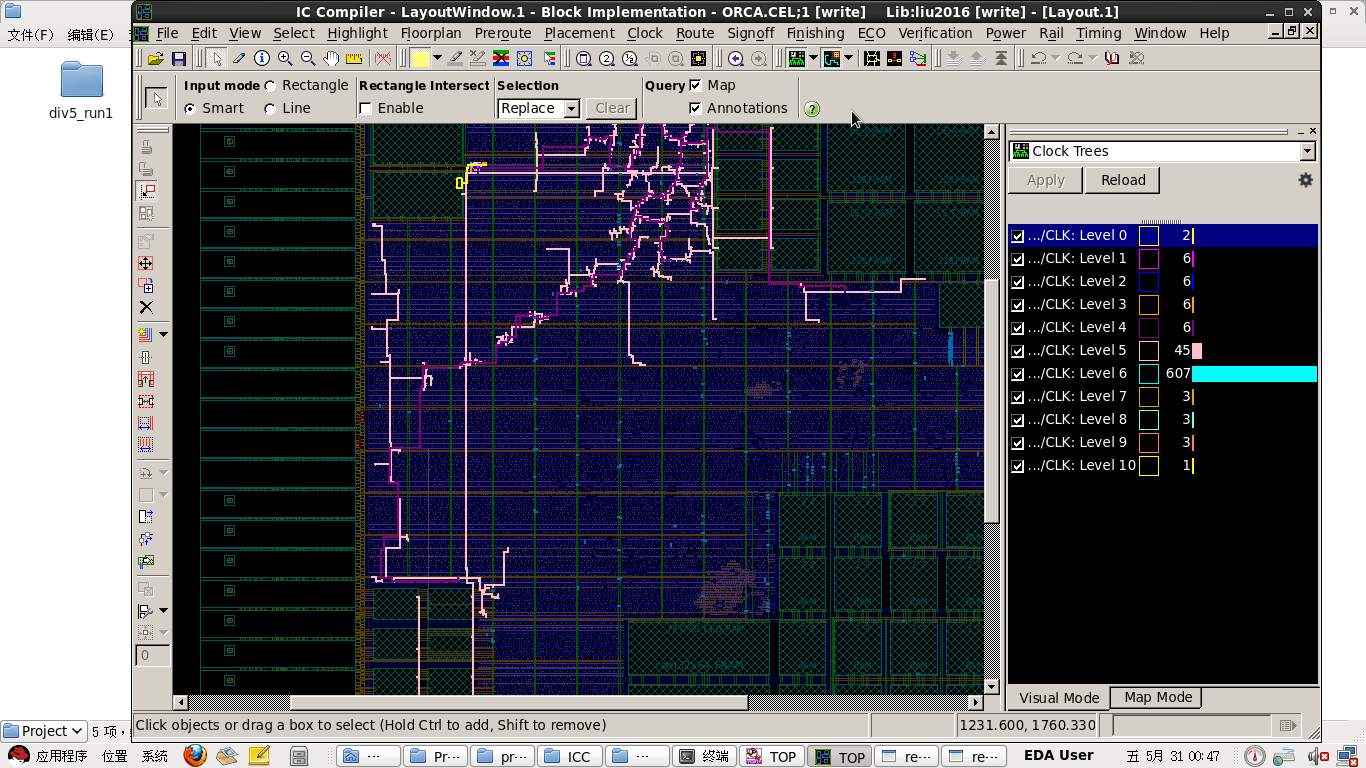 IC Compiler - LayoutWindow.1 - Block Implementation - ORCA.CEL;1 [write]    Lib:liu2016 [write] - [Layout.1]
文件(F) 编辑(E)
File Edit View Select Highlight Floorplan Preroute Placement Clock Route Signoff Finishing ECO Verification Power Rail Timing Window Help
Input mode Rectangle Rectangle Intersect Selection Query Map
Smart Line Enable Replace Clear Annotations
div5_run1
Clock Trees
Apply Reload
.../CLK: Level 0 2
.../CLK: Level 1 6
.../CLK: Level 2 6
.../CLK: Level 3 6
.../CLK: Level 4 6
.../CLK: Level 5 45
.../CLK: Level 6 607
.../CLK: Level 7 3
.../CLK: Level 8 3
.../CLK: Level 9 3
.../CLK: Level 10 1
0
Visual Mode Map Mode
Click objects or drag a box to select (Hold Ctrl to add, Shift to remove) 1231.600, 1760.330
Project 5 项，
应用程序 位置 系统 ... Pr... pr... ICC ... 终端 TOP TOP re... re... EDA User 五 5月 31 00:47